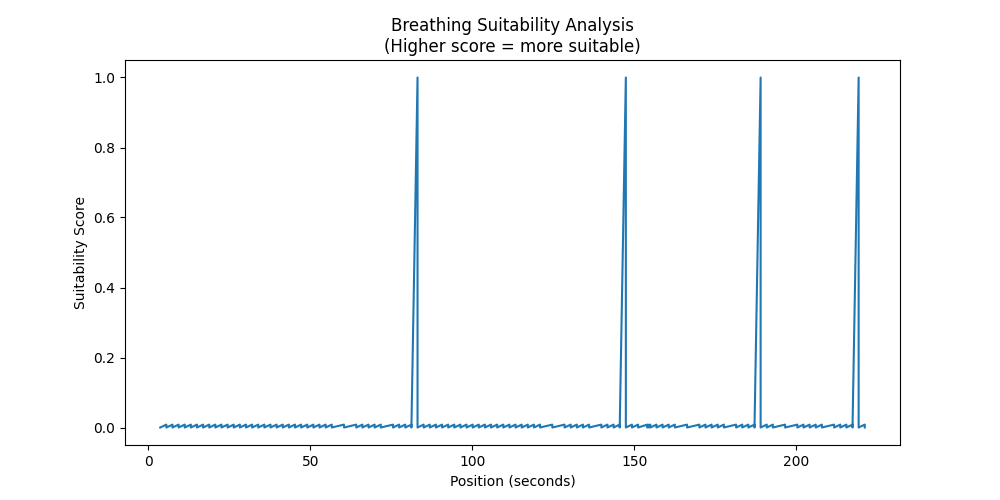 Breathing Suitability Analysis
(Higher score = more suitable)
Suitability Score
1.0
0.8
0.6
0.4
0.2
0.0
0
50
100
150
200
Position (seconds)